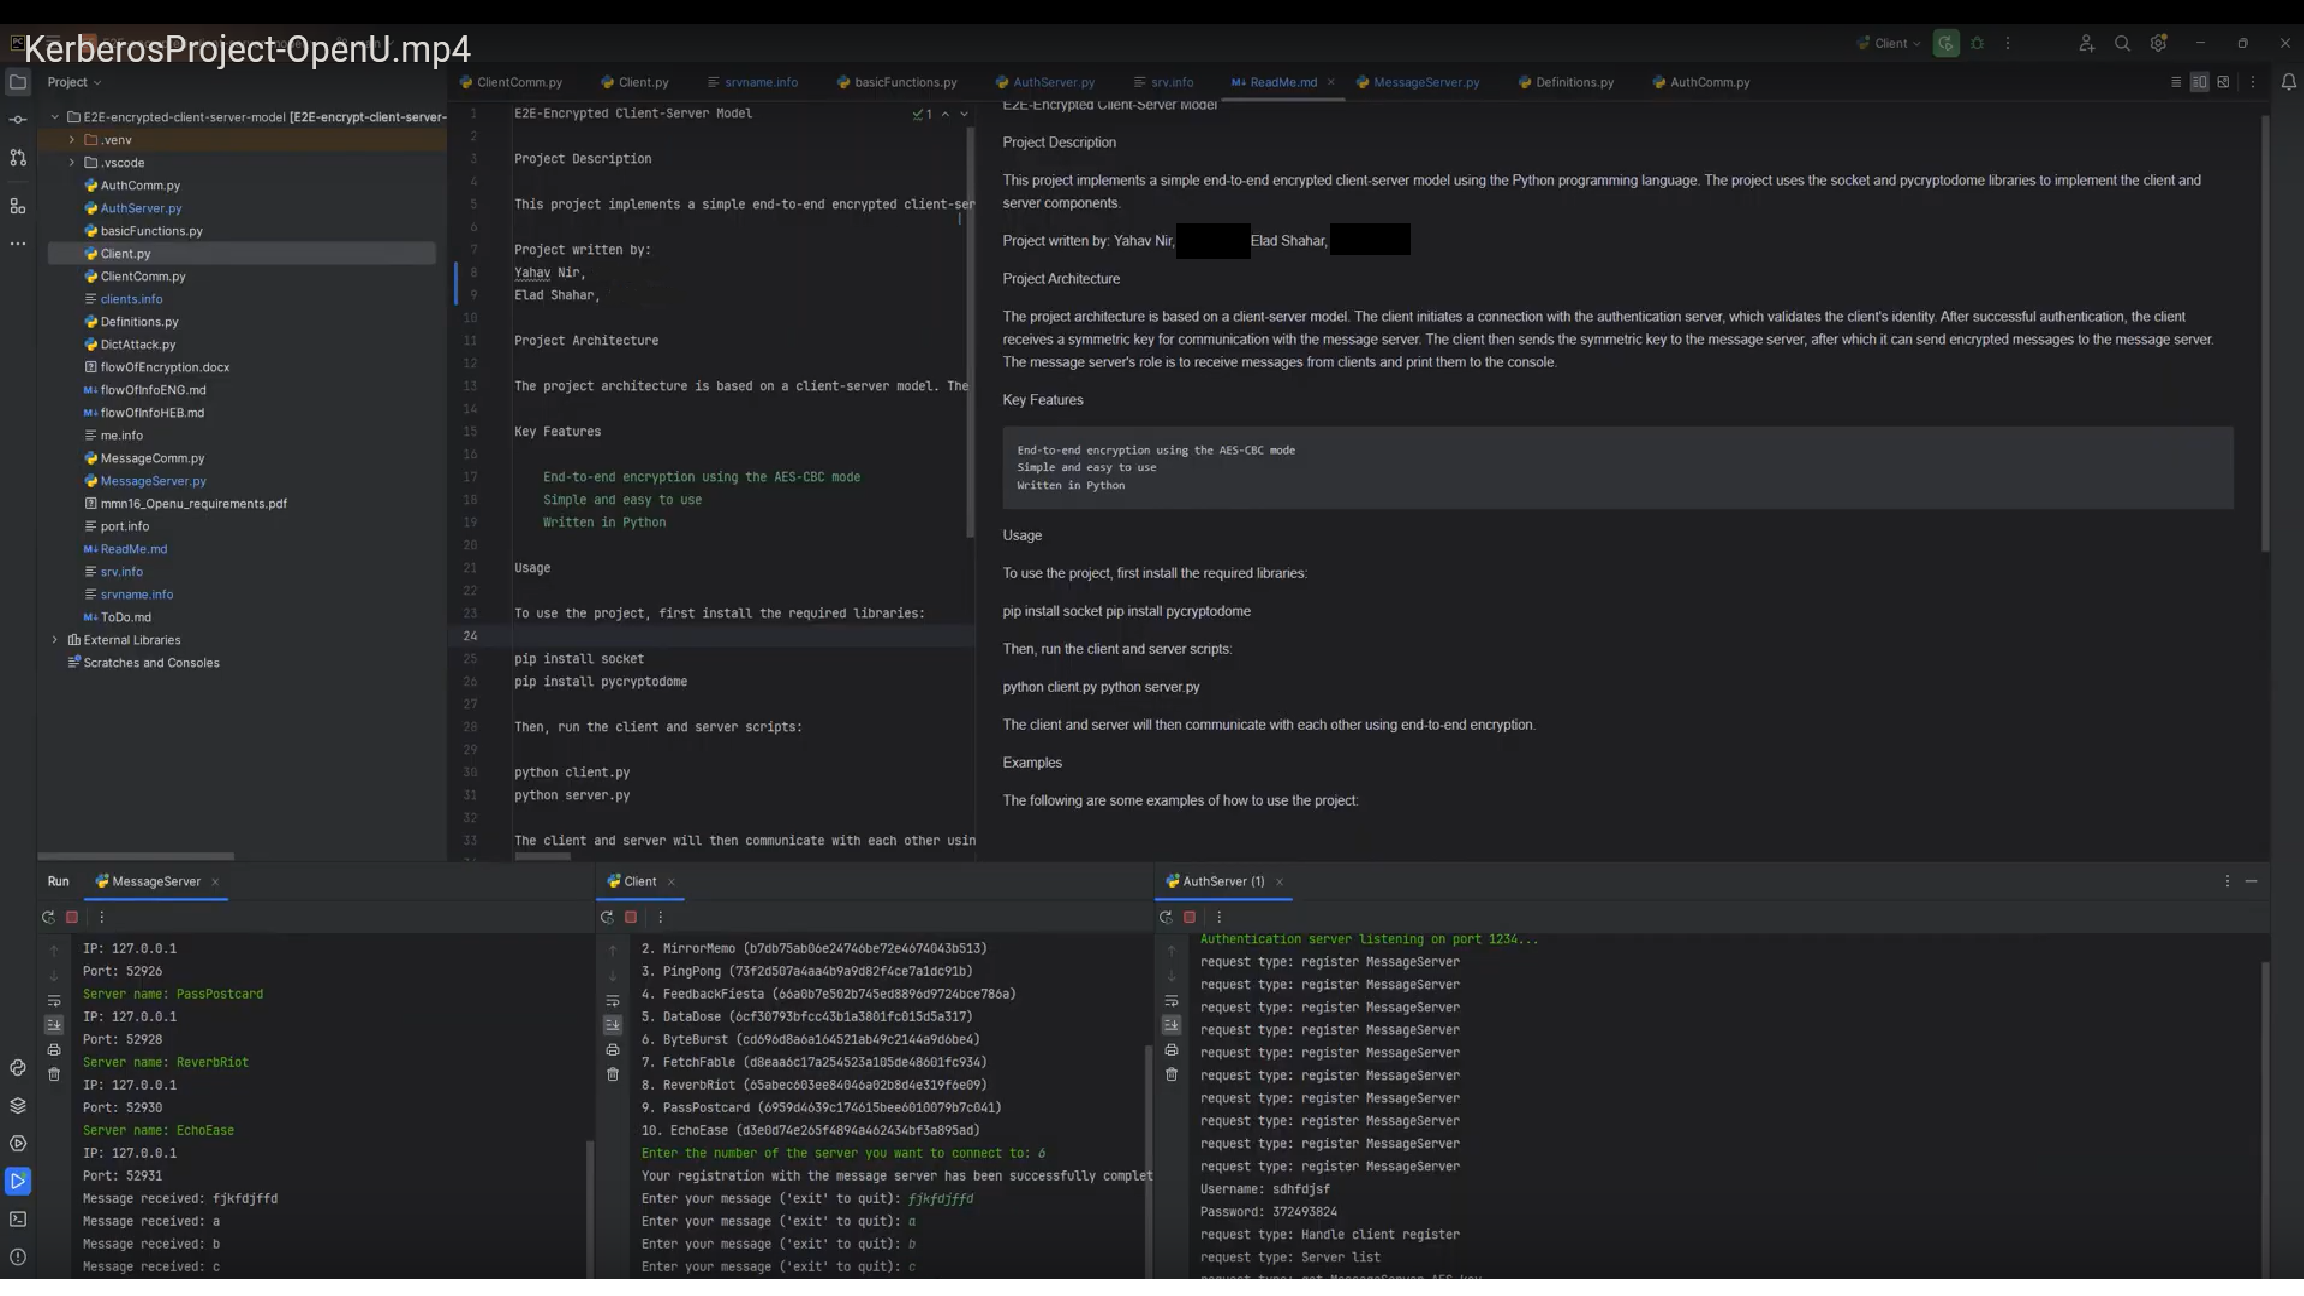 KerberosProject-OpenU.mp4
Client
Project
ClientComm.py
Client.py
srvname.info
basicFunctions.py
AuthServer.py
srv.info
ReadMe.md
MessageServer.py
Definitions.py
AuthComm.py
E2E-encrypted-client-server-model [E2E-encrypt-client-server-
.venv
.vscode
AuthComm.py
AuthServer.py
basicFunctions.py
Client.py
ClientComm.py
clients.info
Definitions.py
DictAttack.py
flowOfEncryption.docx
flowOfInfoENG.md
flowOfInfoHEB.md
me.info
MessageComm.py
MessageServer.py
mmn16_Openu_requirements.pdf
port.info
ReadMe.md
srv.info
srvname.info
ToDo.md
External Libraries
Scratches and Consoles
1 E2E-Encrypted Client-Server Model
2
3 Project Description
4
5 This project implements a simple end-to-end encrypted client-ser
6
7 Project written by:
8 Yahav Nir,
9 Elad Shahar,
10
11 Project Architecture
12
13 The project architecture is based on a client-server model. The
14
15 Key Features
16
17 End-to-end encryption using the AES-CBC mode
18 Simple and easy to use
19 Written in Python
20
21 Usage
22
23 To use the project, first install the required libraries:
24
25 pip install socket
26 pip install pycryptodome
27
28 Then, run the client and server scripts:
29
30 python client.py
31 python server.py
32
33 The client and server will then communicate with each other usin
1
E2E-Encrypted Client-Server Model
Project Description
This project implements a simple end-to-end encrypted client-server model using the Python programming language. The project uses the socket and pycryptodome libraries to implement the client and
server components.
Project written by: Yahav Nir, Elad Shahar,
Project Architecture
The project architecture is based on a client-server model. The client initiates a connection with the authentication server, which validates the client's identity. After successful authentication, the client
receives a symmetric key for communication with the message server. The client then sends the symmetric key to the message server, after which it can send encrypted messages to the message server.
The message server's role is to receive messages from clients and print them to the console.
Key Features
End-to-end encryption using the AES-CBC mode
Simple and easy to use
Written in Python
Usage
To use the project, first install the required libraries:
pip install socket pip install pycryptodome
Then, run the client and server scripts:
python client.py python server.py
The client and server will then communicate with each other using end-to-end encryption.
Examples
The following are some examples of how to use the project:
Run
MessageServer
IP: 127.0.0.1
Port: 52926
Server name: PassPostcard
IP: 127.0.0.1
Port: 52928
Server name: ReverbRiot
IP: 127.0.0.1
Port: 52930
Server name: EchoEase
IP: 127.0.0.1
Port: 52931
Message received: fjkfdjffd
Message received: a
Message received: b
Message received: c
Client
2. MirrorMemo (b7db75ab06e24746be72e4674043b513)
3. PingPong (73f2d507a4aa4b9a9d82f4ce7a1dc91b)
4. FeedbackFiesta (66a0b7e502b745ed8896d9724bce786a)
5. DataDose (6cf30793bfcc43b1a3801fc015d5a317)
6. ByteBurst (cd696d8a6a164521ab49c2144a9d6be4)
7. FetchFable (d8eaa6c17a254523a105de48601fc934)
8. ReverbRiot (65abec603ee84046a02b8d4e319f6e09)
9. PassPostcard (6959d4639c174615bee6010079b7c041)
10. EchoEase (d3e0d74e265f4894a462434bf3a895ad)
Enter the number of the server you want to connect to: 6
Your registration with the message server has been successfully complet
Enter your message ('exit' to quit): fjkfdjffd
Enter your message ('exit' to quit): a
Enter your message ('exit' to quit): b
Enter your message ('exit' to quit): c
AuthServer (1)
Authentication server listening on port 1234...
request type: register MessageServer
request type: register MessageServer
request type: register MessageServer
request type: register MessageServer
request type: register MessageServer
request type: register MessageServer
request type: register MessageServer
request type: register MessageServer
request type: register MessageServer
request type: register MessageServer
Username: sdhfdjsf
Password: 372493824
request type: Handle client register
request type: Server list
request type: get MessageServer AES key